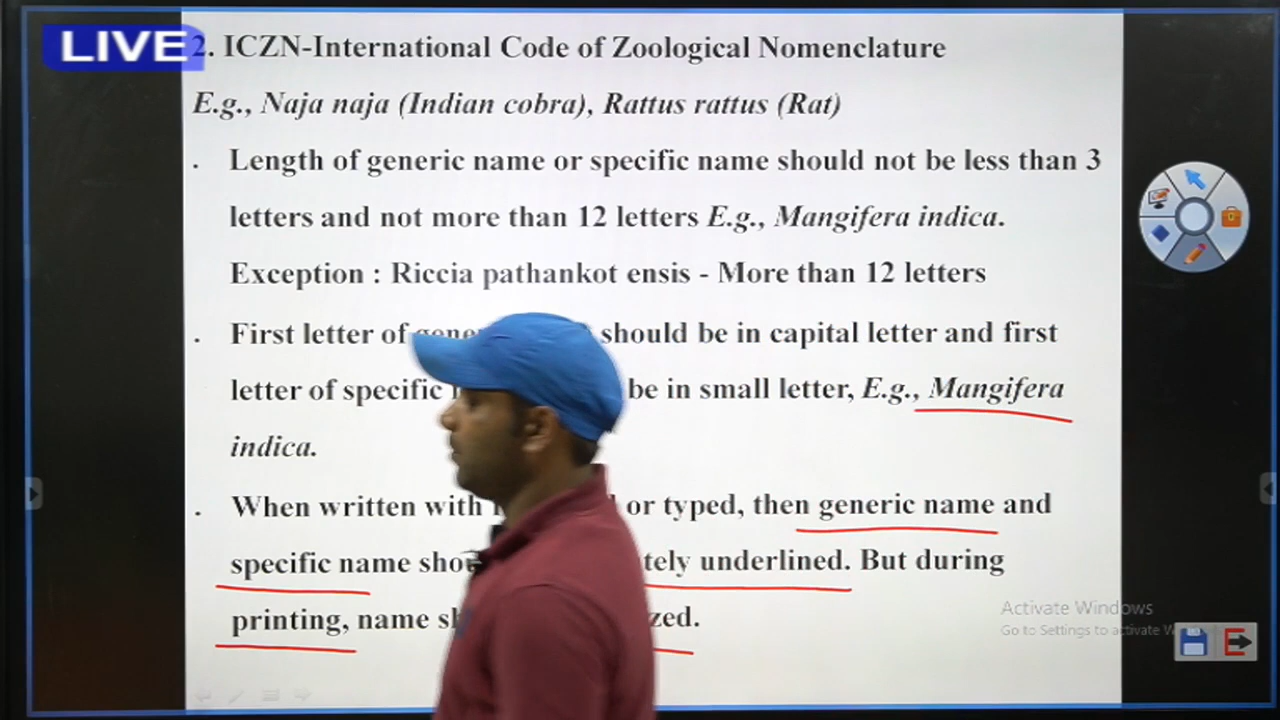 LIVE
2. ICZN-International Code of Zoological Nomenclature
E.g., Naja naja (Indian cobra), Rattus rattus (Rat)
. Length of generic name or specific name should not be less than 3
letters and not more than 12 letters E.g., Mangifera indica.
Exception : Riccia pathankot ensis - More than 12 letters
. First letter of should be in capital letter and first
letter of specific be in small letter, E.g., Mangifera
indica.
. When written with or typed, then generic name and
specific name underlined. But during
printing, name
Activate Windows
Go to Settings to activate